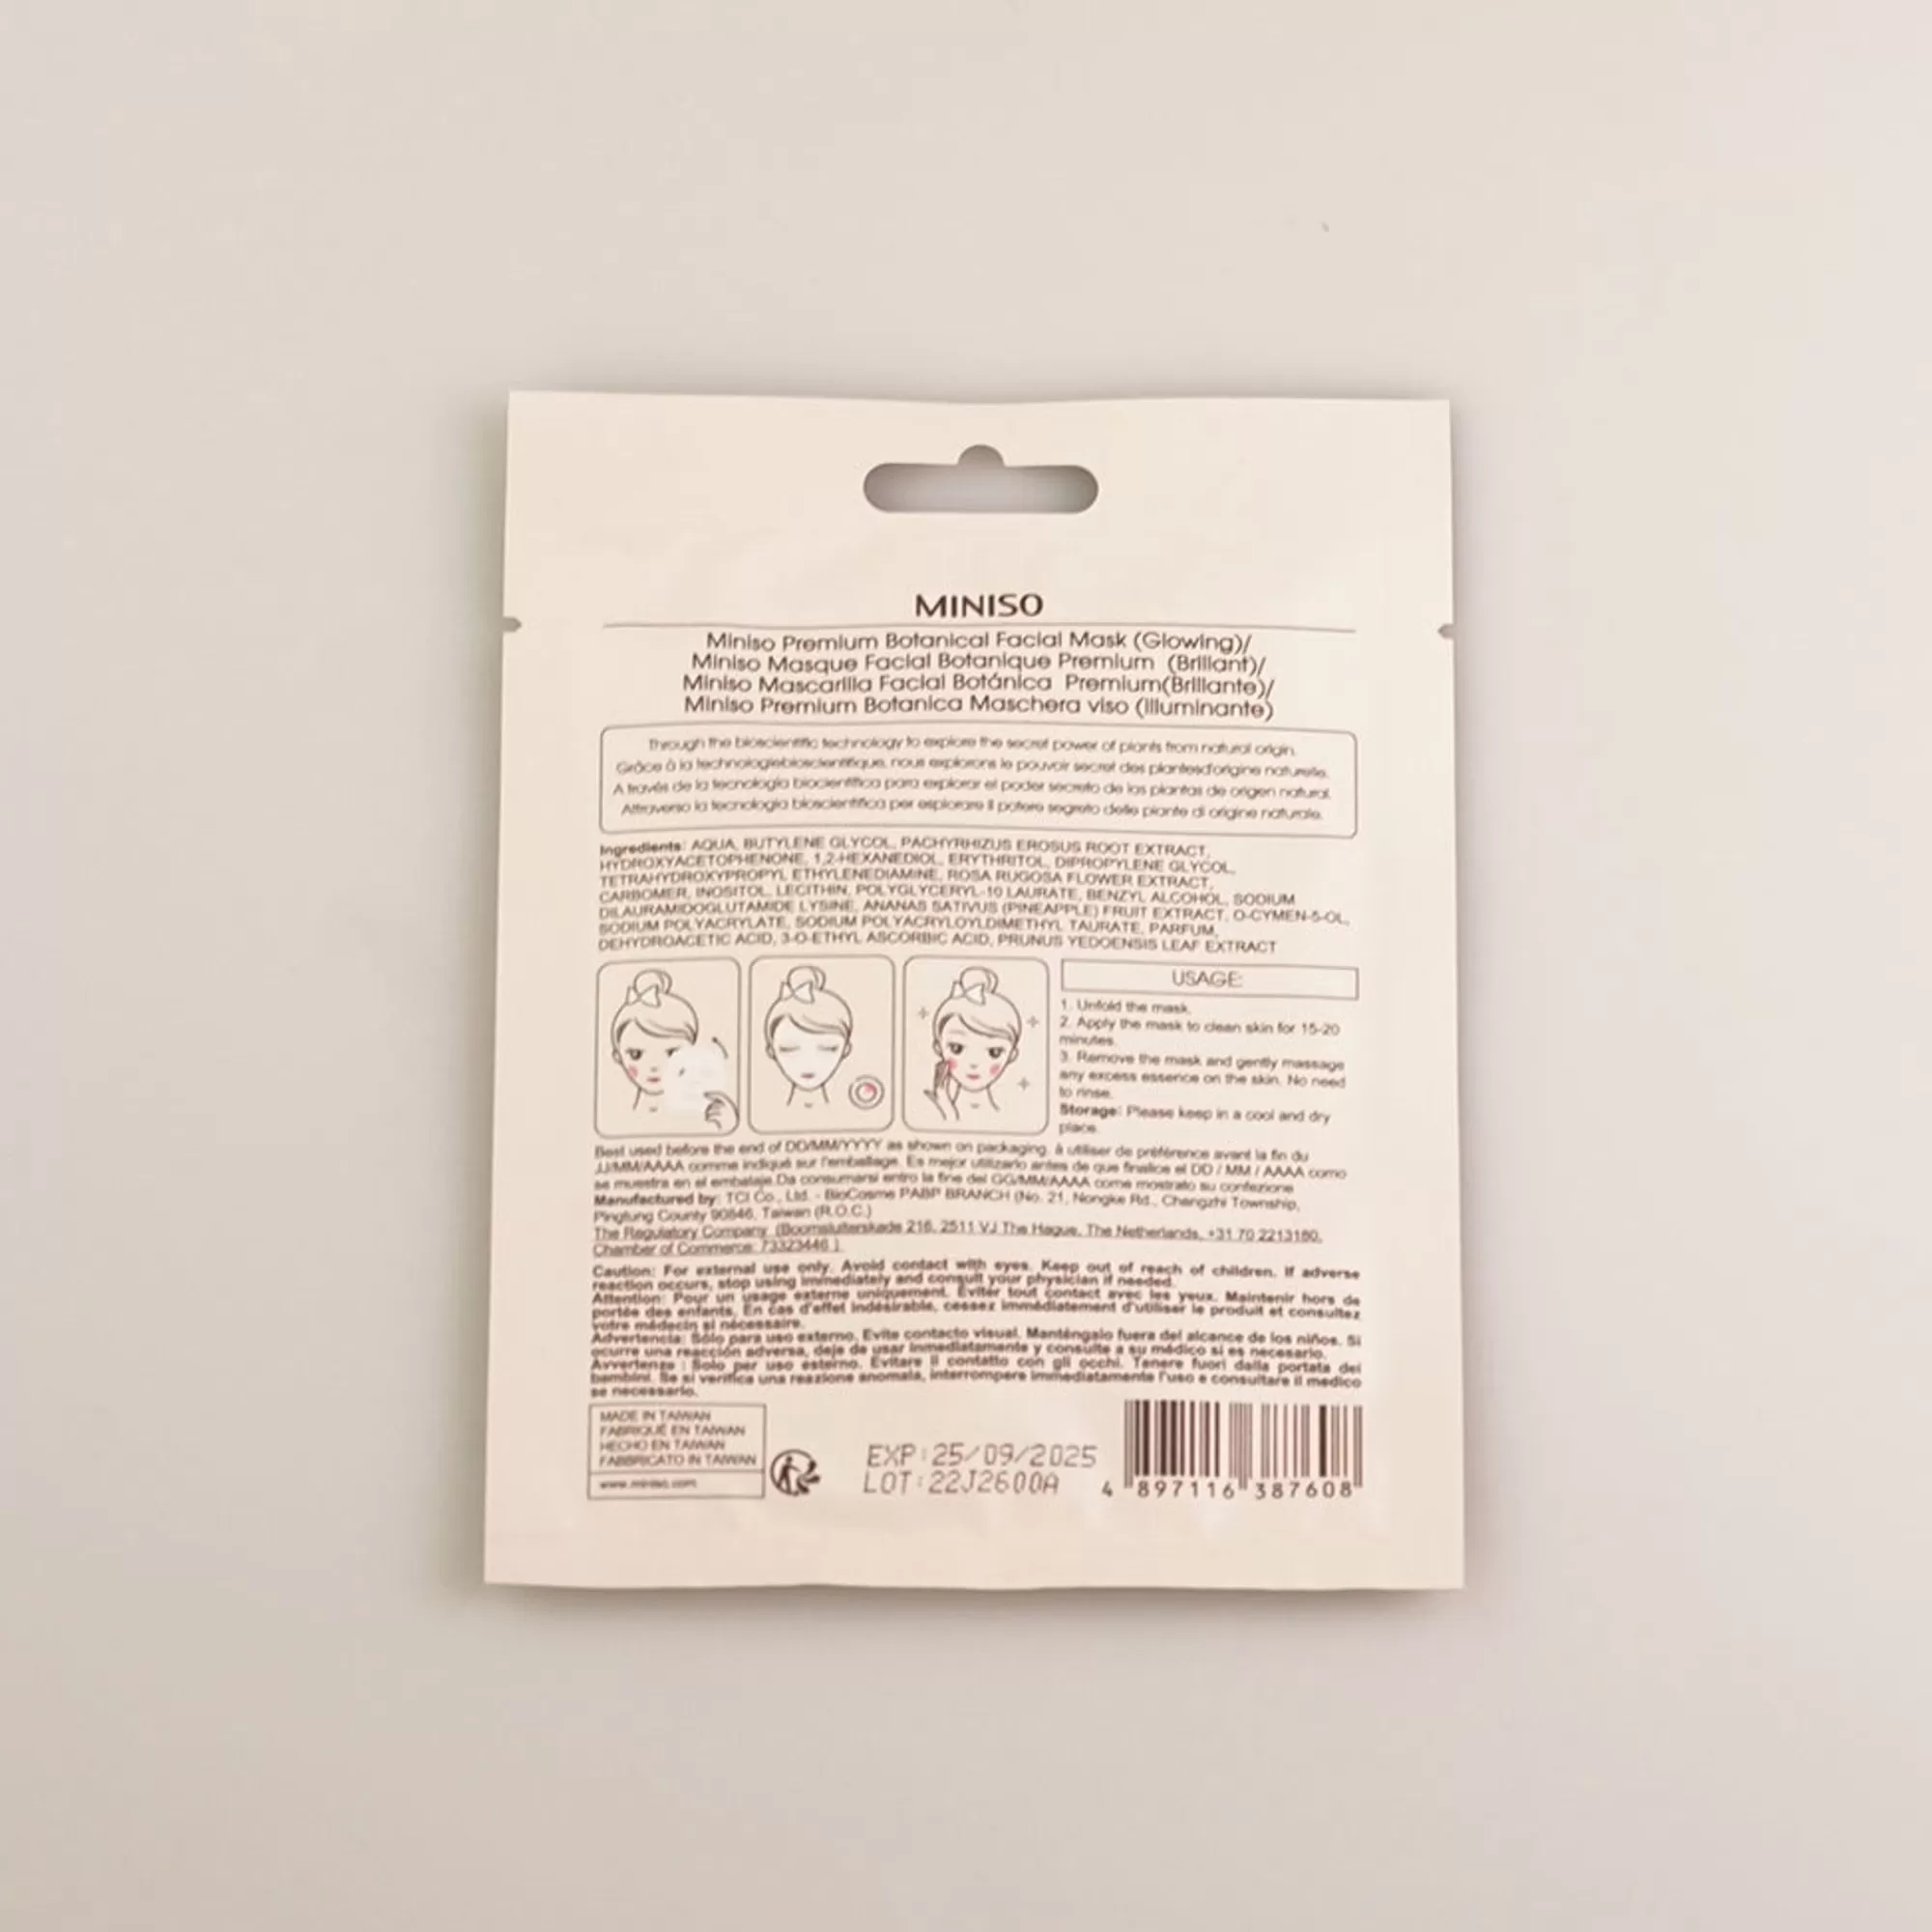 MINISO
Miniso Premium Botanical Facial Mask (Glowing)/
Miniso Masque Facial Botanique Premium (Brillant)/
Miniso Mascarilla Facial Botánica Premium(Brillante)/
Miniso Premium Botanica Maschera viso (Illuminante)
Through the bioscientific technology to explore the secret power of plants from natural origin.
Grâce à la technologiebioscientifique, nous explorons le pouvoir secret des plantesd'origine naturelle.
A través de la tecnología biocientífica para explorar el poder secreto de las plantas de origen natural.
Attraverso la tecnologia bioscientifica per esplorare il potere segreto delle piante di origine naturale.
Ingredients: AQUA, BUTYLENE GLYCOL, PACHYRHIZUS EROSUS ROOT EXTRACT,
HYDROXYACETOPHENONE, 1,2-HEXANEDIOL, ERYTHRITOL, DIPROPYLENE GLYCOL,
TETRAHYDROXYPROPYL ETHYLENEDIAMINE, ROSA RUGOSA FLOWER EXTRACT,
CARBOMER, INOSITOL, LECITHIN, POLYGLYCERYL-10 LAURATE, BENZYL ALCOHOL, SODIUM
DILAURAMIDOGLUTAMIDE LYSINE, ANANAS SATIVUS (PINEAPPLE) FRUIT EXTRACT, O-CYMEN-5-OL,
SODIUM POLYACRYLATE, SODIUM POLYACRYLOYLDIMETHYL TAURATE, PARFUM,
DEHYDROACETIC ACID, 3-O-ETHYL ASCORBIC ACID, PRUNUS YEDOENSIS LEAF EXTRACT
USAGE:
1. Unfold the mask.
2. Apply the mask to clean skin for 15-20
minutes.
3. Remove the mask and gently massage
any excess essence on the skin. No need
to rinse.
Storage: Please keep in a cool and dry
place.
Best used before the end of DD/MM/YYYY as shown on packaging. à utiliser de préférence avant la fin du
JJ/MM/AAAA comme indiqué sur l'emballage. Es mejor utilizarlo antes de que finalice el DD / MM / AAAA como
se muestra en el embalaje.Da consumarsi entro la fine del GG/MM/AAAA come mostrato su confezione
Manufactured by: TCI Co., Ltd. - BioCosme PABP BRANCH (No. 21, Nongke Rd., Changzhi Township,
Pingtung County 90846, Taiwan (R.O.C.)
The Regulatory Company. (Boomsluiterskade 216, 2511 VJ The Hague, The Netherlands, +31 70 2213180,
Chamber of Commerce: 73323446 )
Caution: For external use only. Avoid contact with eyes. Keep out of reach of children. If adverse
reaction occurs, stop using immediately and consult your physician if needed.
Attention: Pour un usage externe uniquement. Éviter tout contact avec les yeux. Maintenir hors de
portée des enfants. En cas d'effet indésirable, cessez immédiatement d'utiliser le produit et consultez
votre médecin si nécessaire.
Advertencia: Sólo para uso externo. Evite contacto visual. Manténgalo fuera del alcance de los niños. Si
ocurre una reacción adversa, deje de usar inmediatamente y consulte a su médico si es necesario.
Avvertenze : Solo per uso esterno. Evitare il contatto con gli occhi. Tenere fuori dalla portata dei
bambini. Se si verifica una reazione anomala, interrompere immediatamente l'uso e consultare il medico
se necessario.
MADE IN TAIWAN
FABRIQUÉ EN TAIWAN
HECHO EN TAIWAN
FABBRICATO IN TAIWAN
www.miniso.com
EXP:25/09/2025
LOT:22J2600A
4 897116 387608